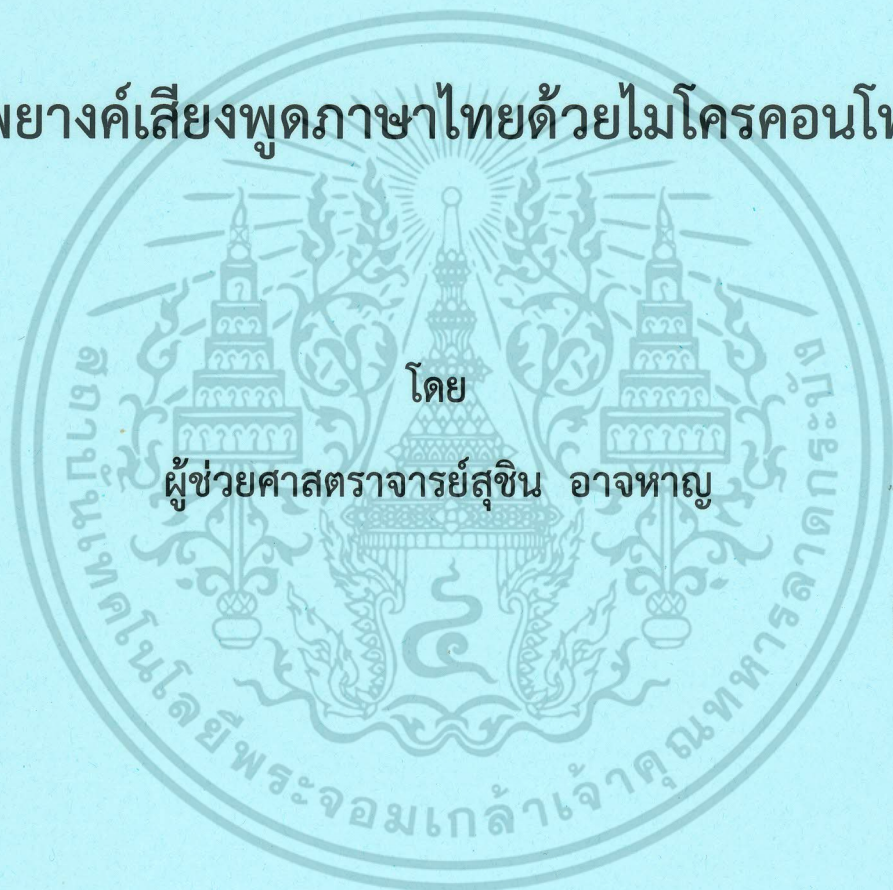 พยางค์เสียงพูดภาษาไทยด้วยไมโครคอนโท
โดย
ผู้ช่วยศาสตราจารย์สุชิน อาจหาญ
สถาบันเทคโนโลยีพระจอมเกล้าเจ้าคุณทหารลาดกระบัง